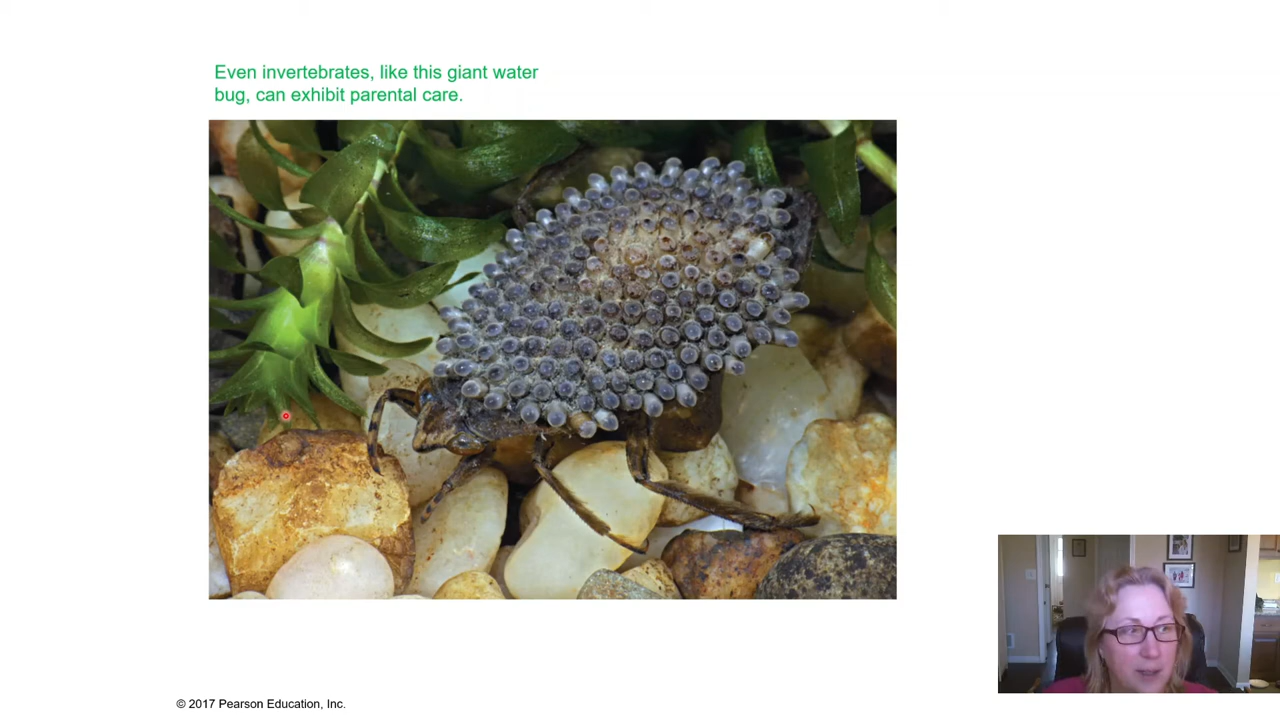 Even invertebrates, like this giant water
bug, can exhibit parental care.
© 2017 Pearson Education, Inc.